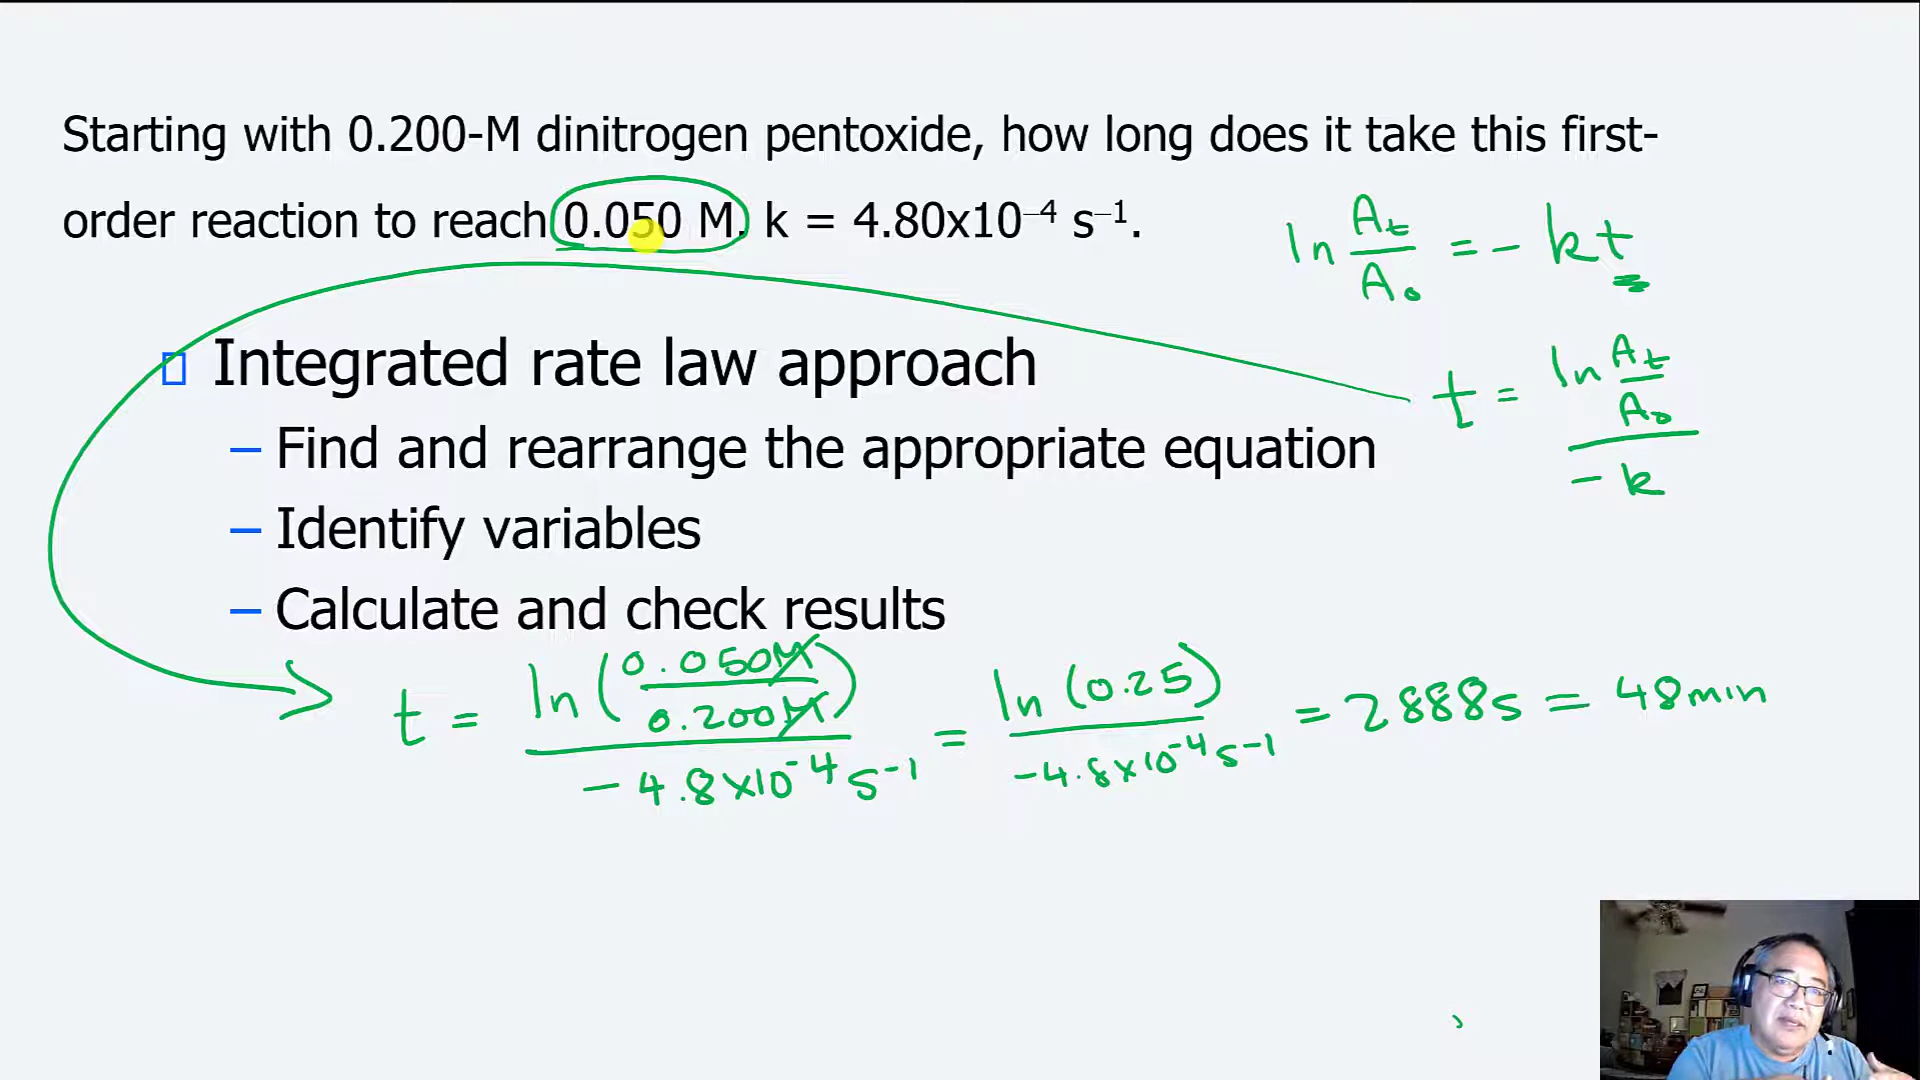 Starting with 0.200-M dinitrogen pentoxide, how long does it take this first-
order reaction to reach 0.050 M. k = 4.80x10⁻⁴ s⁻¹.
ln At/A₀ = - kt
Integrated rate law approach
t = ln At/A₀ / -k
– Find and rearrange the appropriate equation
– Identify variables
– Calculate and check results
t = ln (0.050M/0.200M) / -4.8x10⁻⁴ s⁻¹ = ln (0.25) / -4.8x10⁻⁴ s⁻¹ = 2888s = 48min